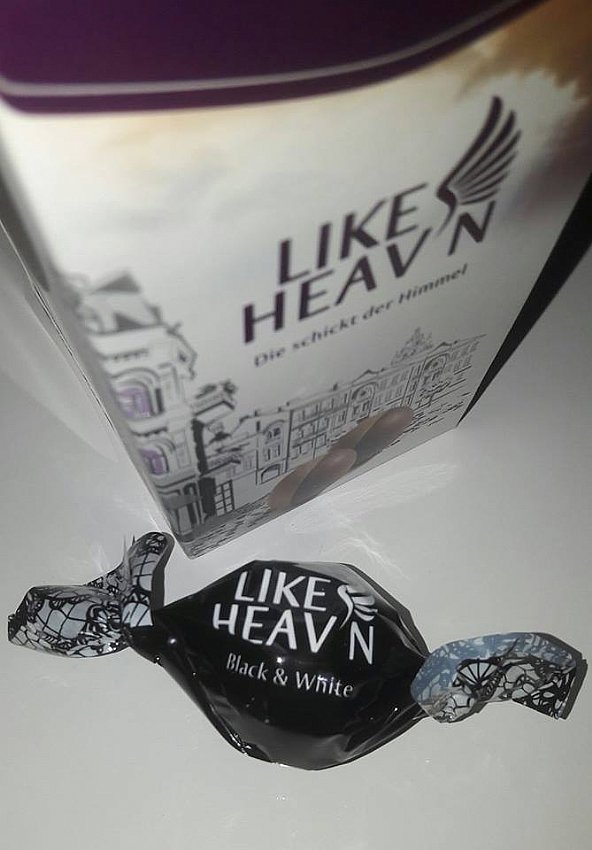 LIKE
HEAV'N
Die schickt der Himmel
LIKE
HEAV'N
Black & White